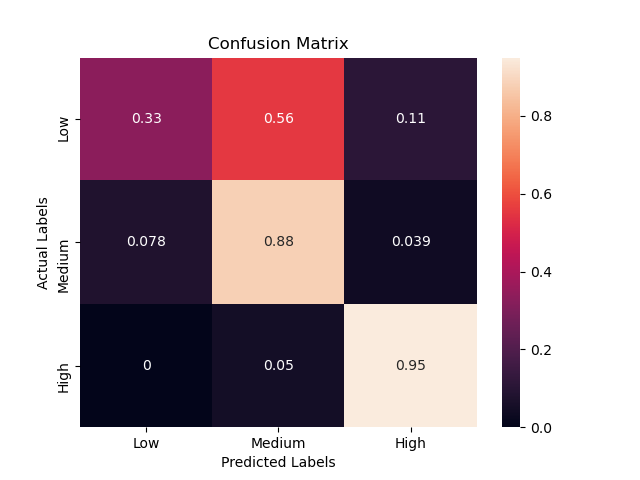 Confusion Matrix
Actual Labels
Low
0.33 0.56 0.11
Medium
0.078 0.88 0.039
High
0 0.05 0.95
Low Medium High
Predicted Labels
0.8
0.6
0.4
0.2
0.0